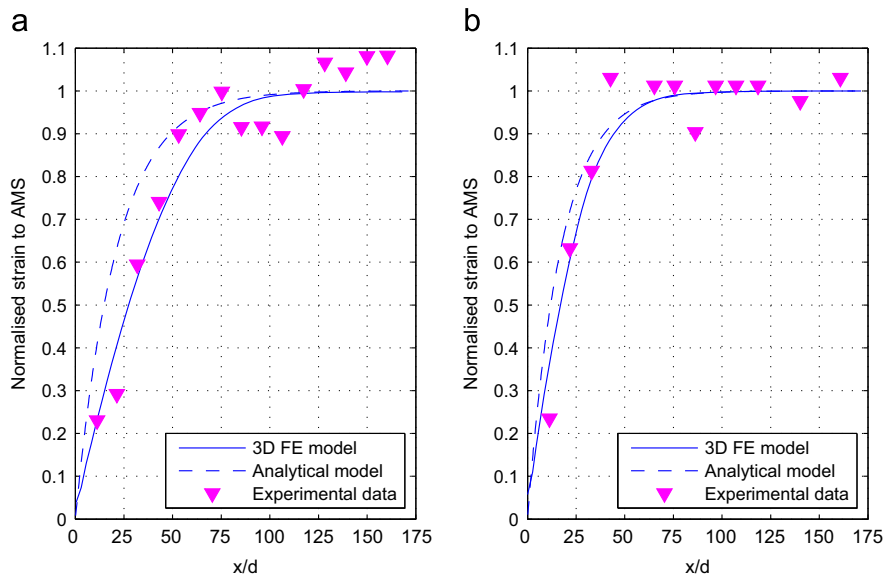 a
1.1
1
0.9
0.8
0.7
0.6
0.5
0.4
0.3
0.2
0.1
0
Normalised strain to AMS
0 25 50 75 100 125 150 175
x/d
3D FE model
Analytical model
Experimental data
b
1.1
1
0.9
0.8
0.7
0.6
0.5
0.4
0.3
0.2
0.1
0
Normalised strain to AMS
0 25 50 75 100 125 150 175
x/d
3D FE model
Analytical model
Experimental data